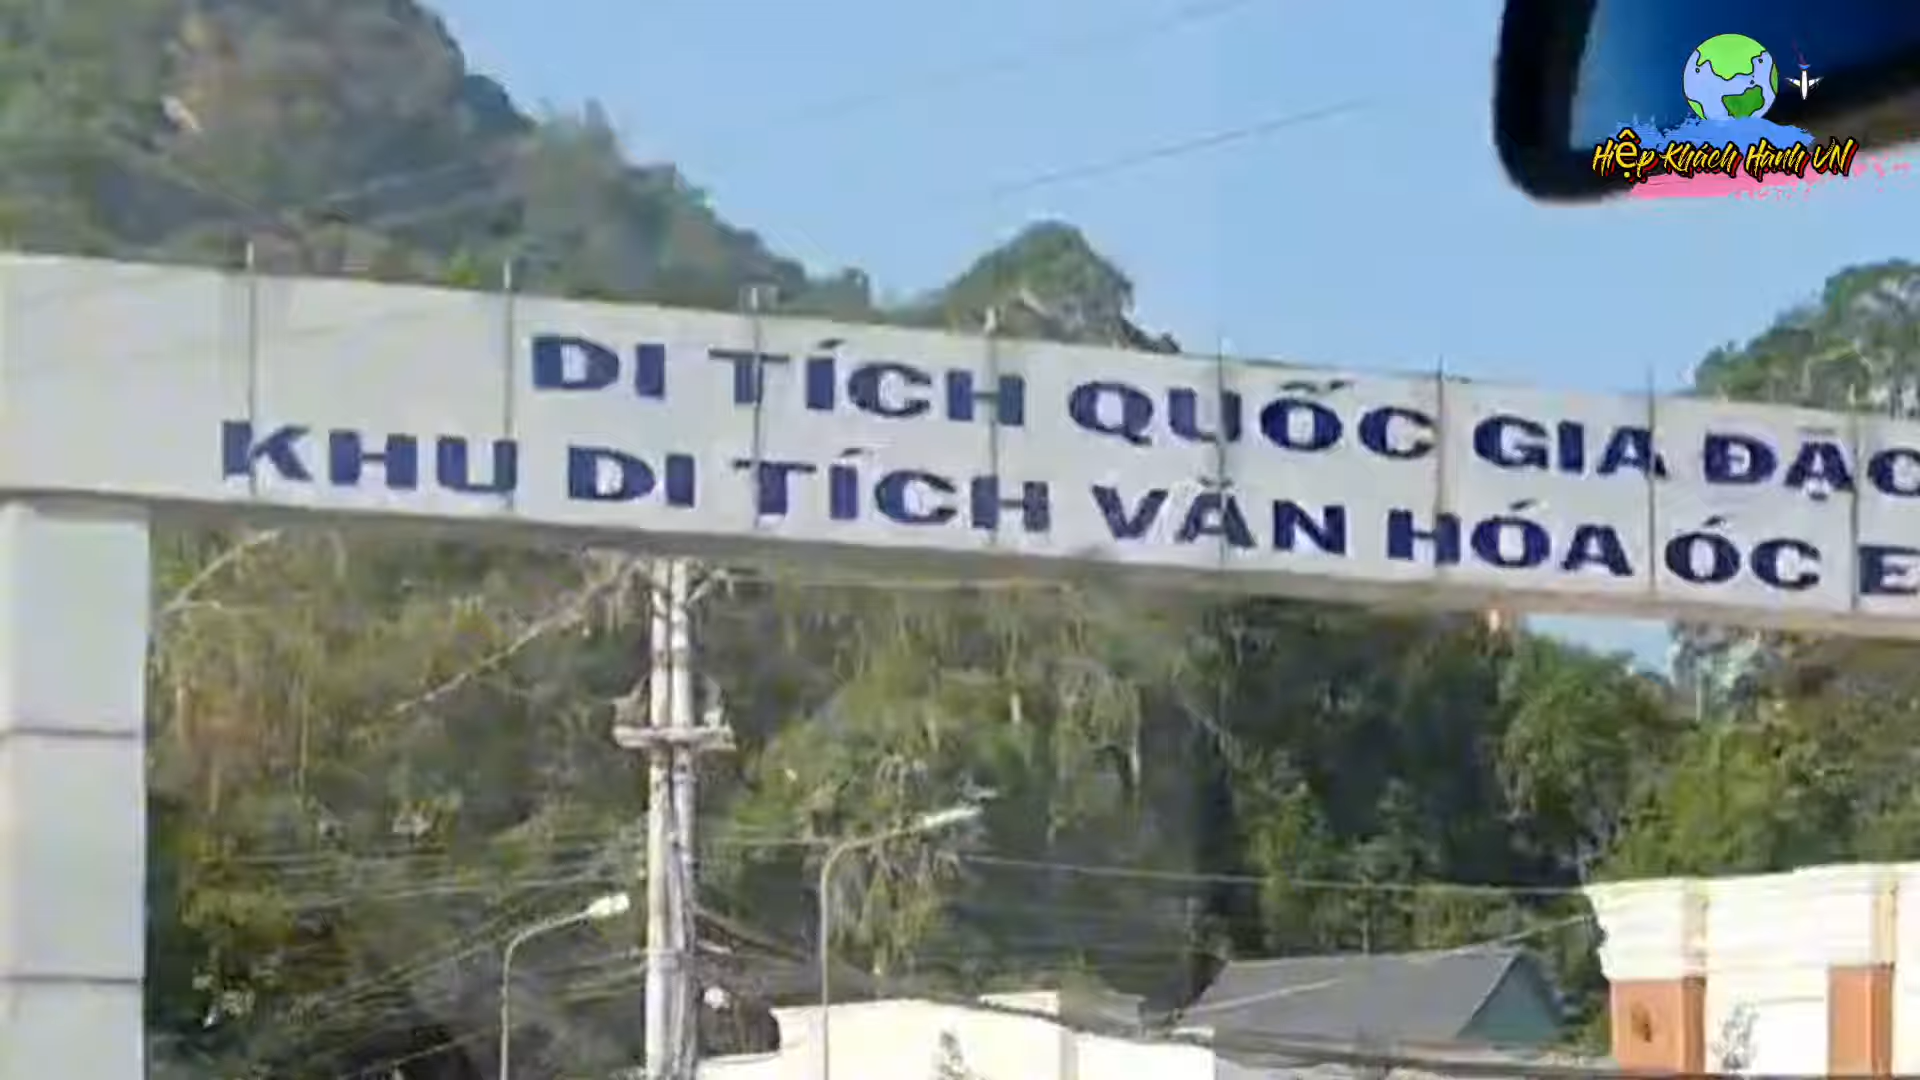 Hiệp Khách Hành VN
DI TÍCH QUỐC GIA ĐẶC
KHU DI TÍCH VĂN HÓA ÓC E